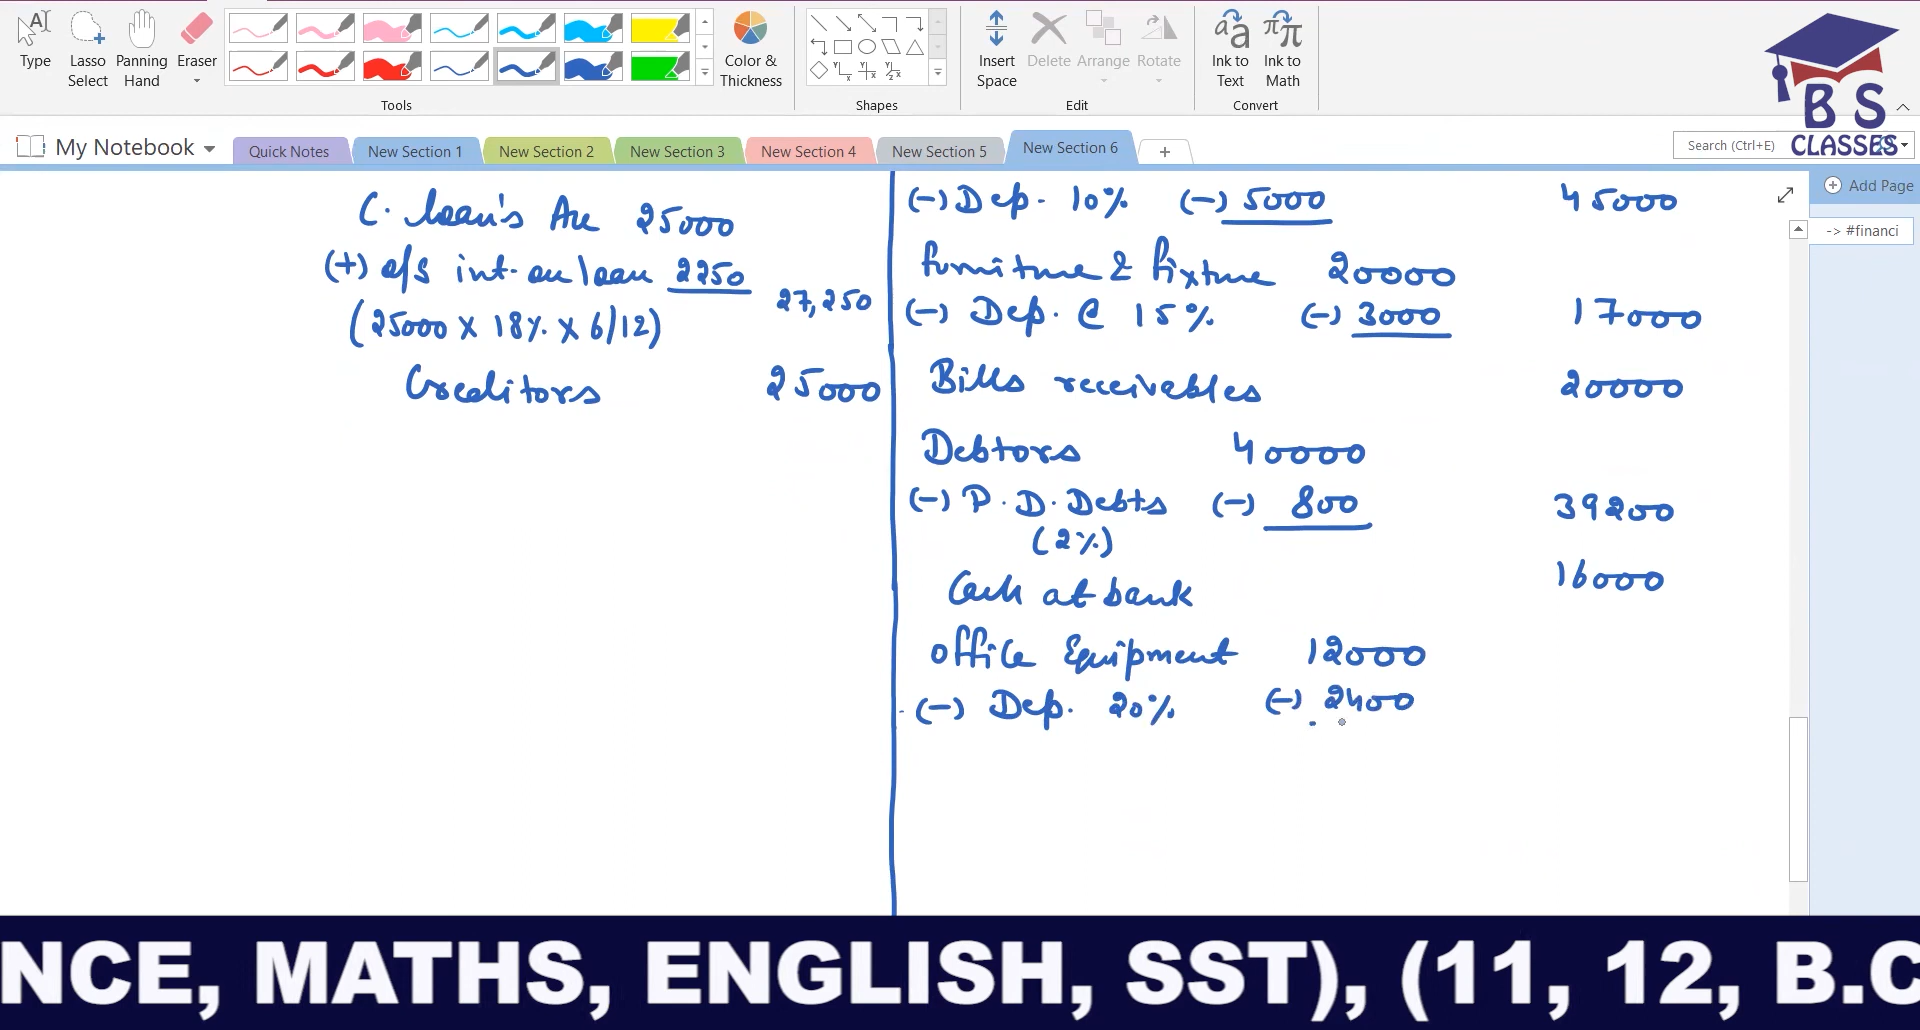 Type
Lasso Select
Panning Hand
Eraser
Color & Thickness
Insert Space
Delete
Arrange
Rotate
Ink to Text
Ink to Math
Tools
Shapes
Edit
Convert
BS
CLASSES
My Notebook
Quick Notes
New Section 1
New Section 2
New Section 3
New Section 4
New Section 5
New Section 6
Search (Ctrl+E)
Add Page
-> #financi
C. loan's A/c 25000
(+) o/s int. on loan 2250
27,250
(25000 x 18% x 6/12)
Creditors 25000
(-) Dep. 10% (-) 5000 45000
furniture & fixture 20000
(-) Dep. @ 15% (-) 3000 17000
Bills receivables 20000
Debtors 40000
(-) P.D. Debts (-) 800 39200
(2%)
Cash at bank 16000
office Equipment 12000
(-) Dep. 20% (-) 2400
NCE, MATHS, ENGLISH, SST), (11, 12, B.C